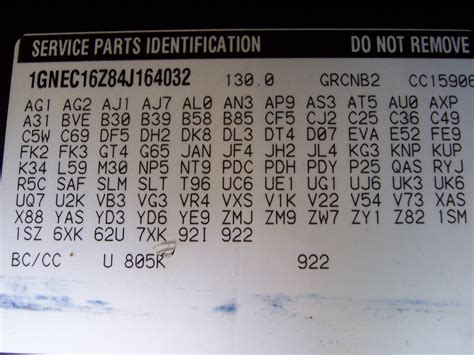 SERVICE PARTS IDENTIFICATION DO NOT REMOVE
1GNEC16Z84J164032 130.0 GRCNB2 CC15906
AG1 AG2 AJ1 AJ7 AL0 AN3 AP9 AS3 AT5 AU0 AXP
A31 BVE B30 B39 B58 B85 CF5 CJ2 C25 C36 C49
C5W C69 DF5 DH2 DK8 DL3 DT4 D07 EVA E52 FE9
FK2 FK3 GT4 G65 JAN JF4 JH2 KC4 KG3 KNP KUP
K34 L59 M30 NP5 NT9 PDC PDH PDY P25 QAS RYJ
R5C SAF SLM SLT T96 UC6 UE1 UG1 UJ6 UK3 UK6
UQ7 U2K VB3 VG3 VR4 VXS V1K V22 V54 V73 XAS
X88 YAS YD3 YD6 YE9 ZMJ ZM9 ZW7 ZY1 Z82 1SM
1SZ 6XK 62U 7XK 92I 922
BC/CC U 805K 922